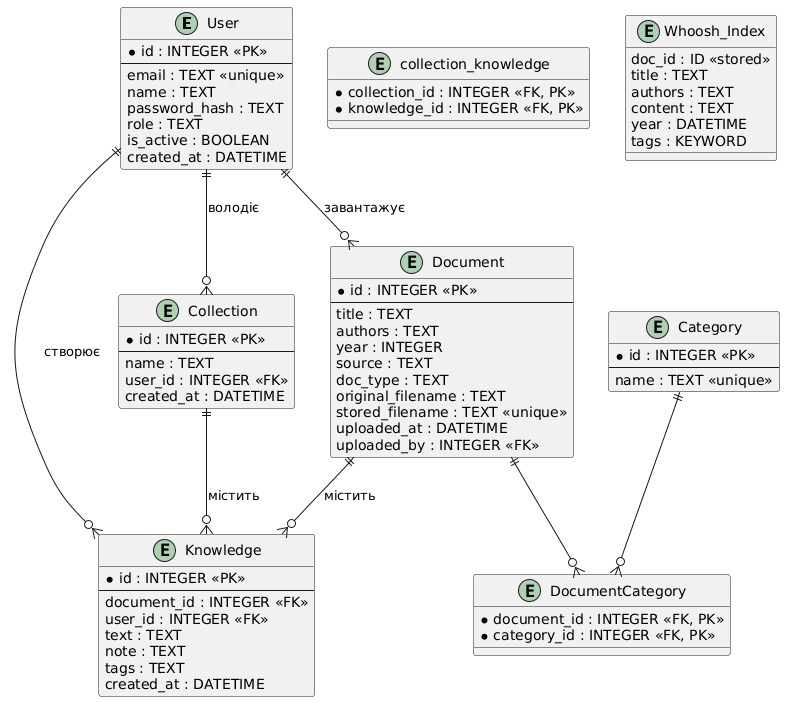 E User
* id : INTEGER «PK»
email : TEXT «unique»
name : TEXT
password_hash : TEXT
role : TEXT
is_active : BOOLEAN
created_at : DATETIME
E collection_knowledge
* collection_id : INTEGER «FK, PK»
* knowledge_id : INTEGER «FK, PK»
E Whoosh_Index
doc_id : ID «stored»
title : TEXT
authors : TEXT
content : TEXT
year : DATETIME
tags : KEYWORD
володіє
завантажує
E Collection
* id : INTEGER «PK»
name : TEXT
user_id : INTEGER «FK»
created_at : DATETIME
E Document
* id : INTEGER «PK»
title : TEXT
authors : TEXT
year : INTEGER
source : TEXT
doc_type : TEXT
original_filename : TEXT
stored_filename : TEXT «unique»
uploaded_at : DATETIME
uploaded_by : INTEGER «FK»
E Category
* id : INTEGER «PK»
name : TEXT «unique»
створює
містить
містить
E Knowledge
* id : INTEGER «PK»
document_id : INTEGER «FK»
user_id : INTEGER «FK»
text : TEXT
note : TEXT
tags : TEXT
created_at : DATETIME
E DocumentCategory
* document_id : INTEGER «FK, PK»
* category_id : INTEGER «FK, PK»